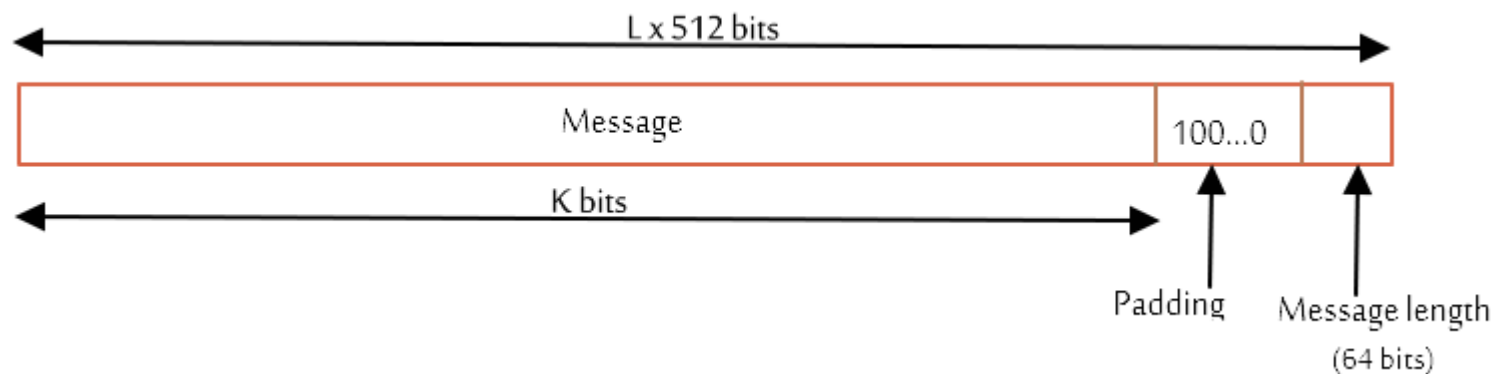 L x 512 bits
Message
100...0
K bits
Padding
Message length
(64 bits)